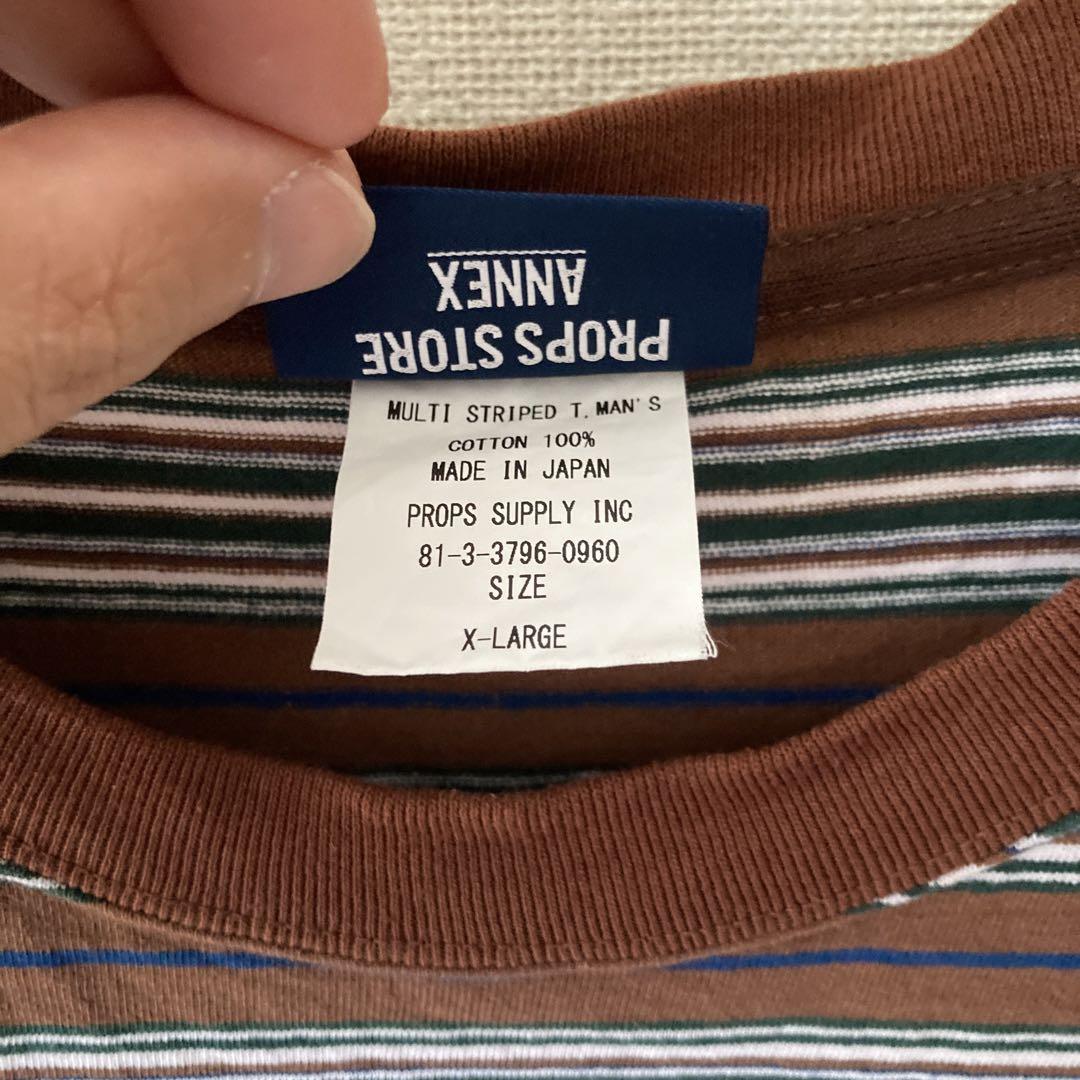 PROPS STORE
ANNEX
MULTI STRIPED T. MAN'S
COTTON 100%
MADE IN JAPAN
PROPS SUPPLY INC
81-3-3796-0960
SIZE
X-LARGE